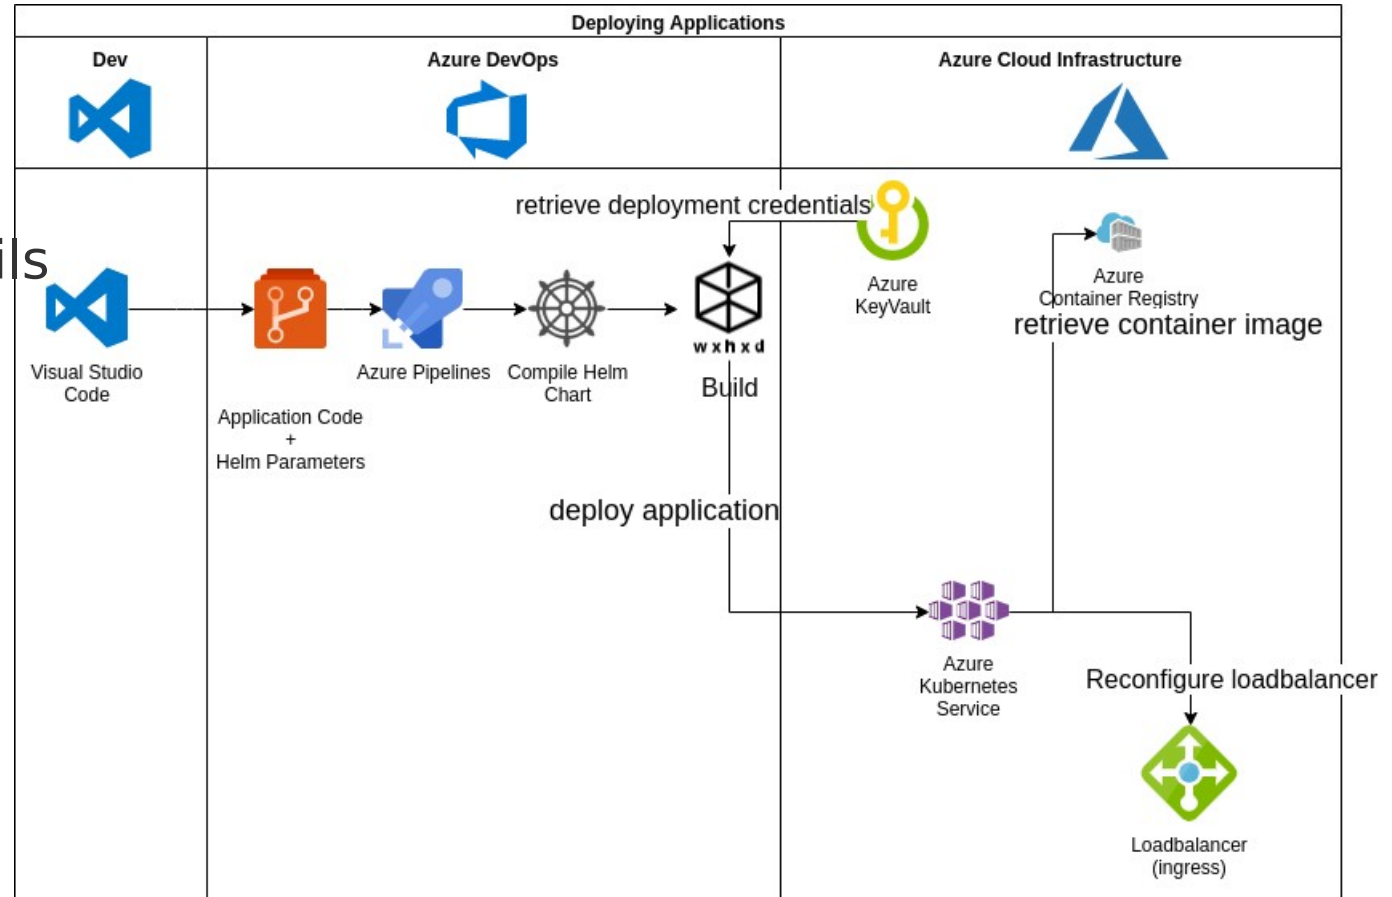 Deploying Applications
Dev
Azure DevOps
Azure Cloud Infrastructure
retrieve deployment credentials
ils
Azure
KeyVault
Azure
Container Registry
retrieve container image
Visual Studio
Code
Application Code
+
Helm Parameters
Azure Pipelines
Compile Helm
Chart
w x h x d
Build
deploy application
Azure
Kubernetes
Service
Reconfigure loadbalancer
Loadbalancer
(ingress)